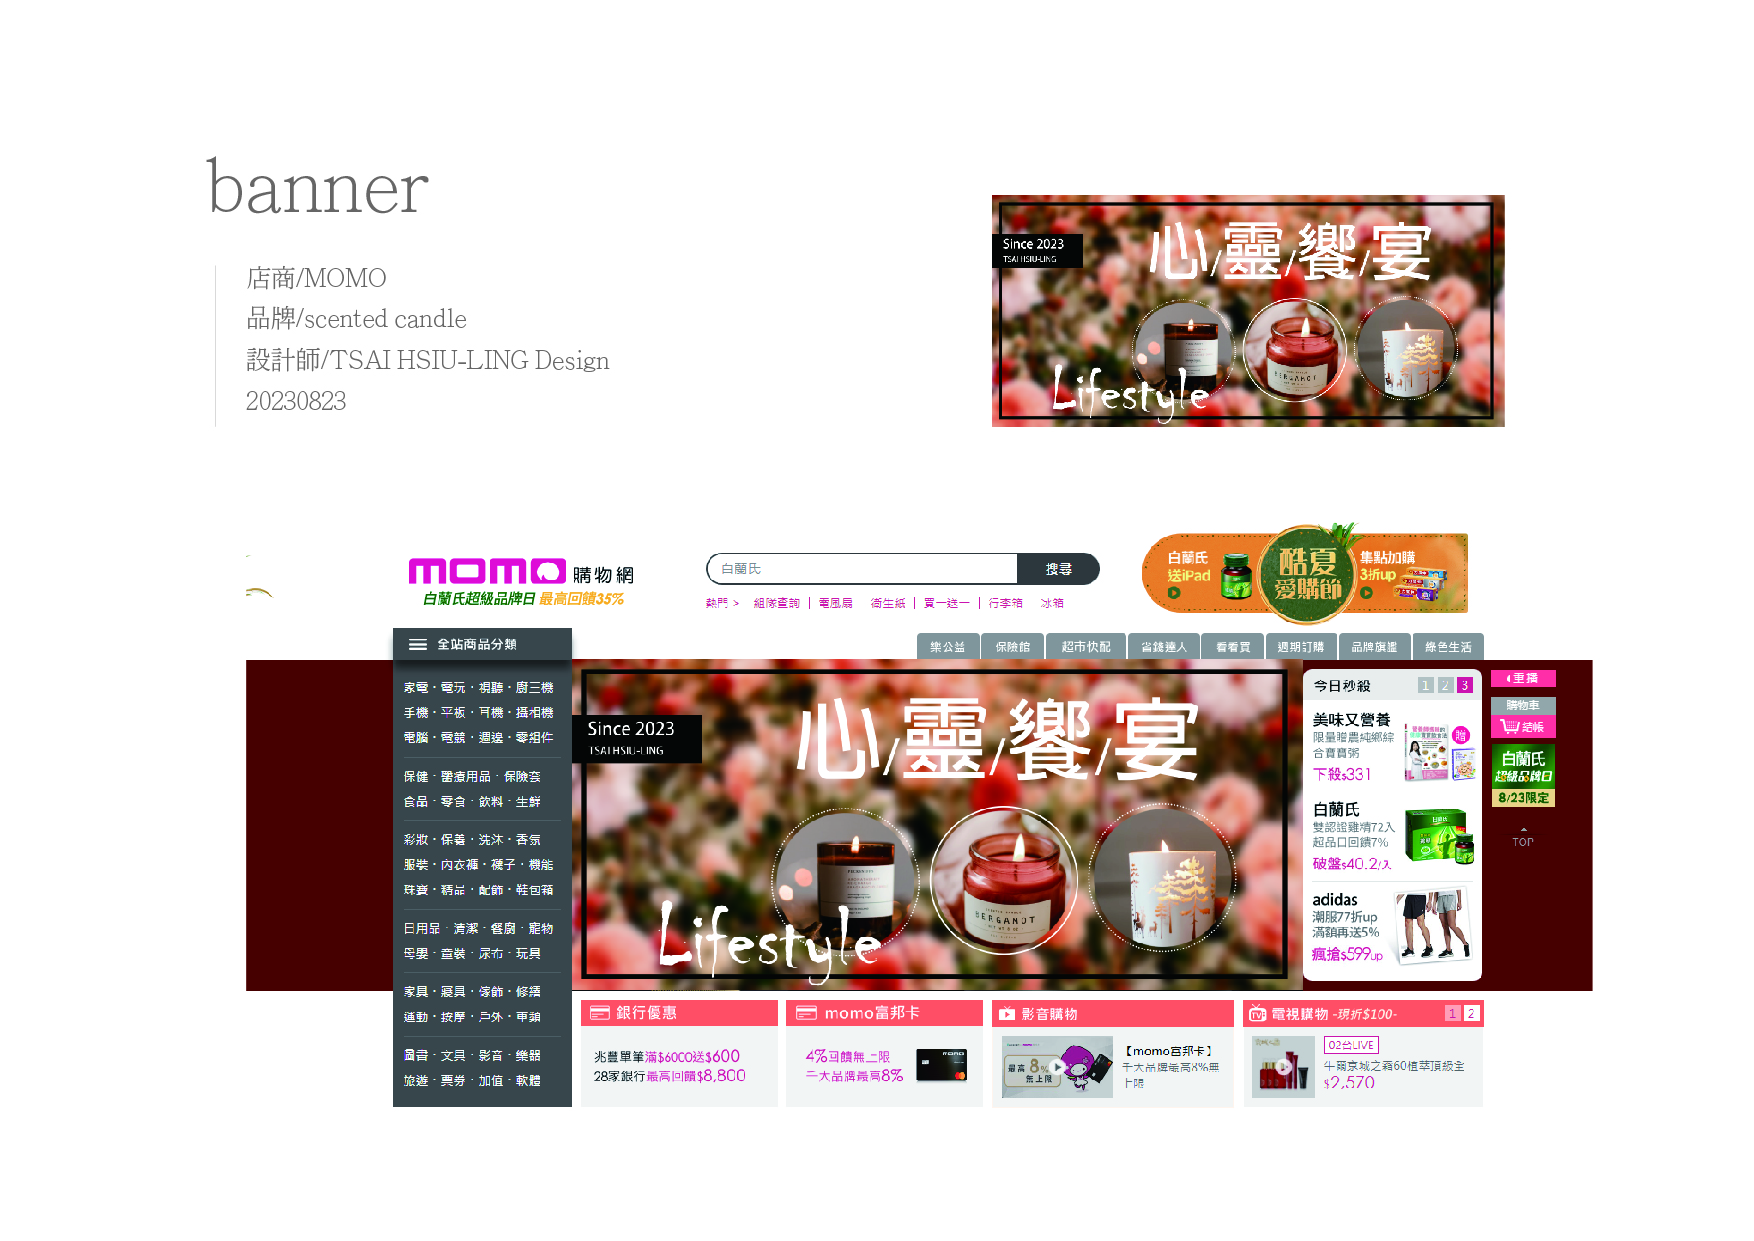 banner
店商/MOMO
品牌/scented candle
設計師/TSAI HSIU-LING Design
20230823
Since 2023
TSAI HSIU-LING
心/靈/饗/宴
BERGAMOT
Lifestyle
momo購物網
白蘭氏超級品牌日 最高回饋35%
白蘭氏
搜尋
熱門 > 組隊查詢 | 電風扇 衛生紙 | 買一送一 | 行李箱 冰箱
白蘭氏
送iPad
酷夏
愛購節
集點加購
3折up
全站商品分類
樂公益 保險館 超市快配 省錢達人 看看買 週期訂購 品牌旗艦 綠色生活
家電・電玩・視聽・廚三機
手機・平板・耳機・攝相機
電腦・電競・週邊・零組件
保健・醫療用品・保險套
食品・零食・飲料・生鮮
彩妝・保養・洗沐・香氛
服裝・內衣褲・襪子・機能
珠寶・精品・配飾・鞋包箱
日用品・清潔・餐廚・寵物
母嬰・童裝・尿布・玩具
家具・寢具・傢飾・修繕
運動・按摩・戶外・車類
圖書・文具・影音・樂器
旅遊・票券・加值・軟體
Since 2023
TSAI HSIU-LING
心/靈/饗/宴
BERGAMOT
Lifestyle
今日秒殺 1 2 3
美味又營養
限量贈農純鄉綜
合寶寶粥
下殺$331
贈
白蘭氏
雙認證雞精72入
超品口回饋7%
破盤$40.2/入
adidas
潮服77折up
滿額再送5%
瘋搶$599up
重播
購物車
結帳
白蘭氏
超級品牌日
8/23限定
TOP
銀行優惠
兆豐單筆滿$6000送$600
28家銀行最高回饋$8,800
momo富邦卡
4%回饋無上限
千大品牌最高8%
影音購物
最高8%
無上限
【momo富邦卡】
千大品牌最高8%無
上限
電視購物 -現折$100- 1 2
02台LIVE
牛爾京城之霜60植萃頂級全
$2,570